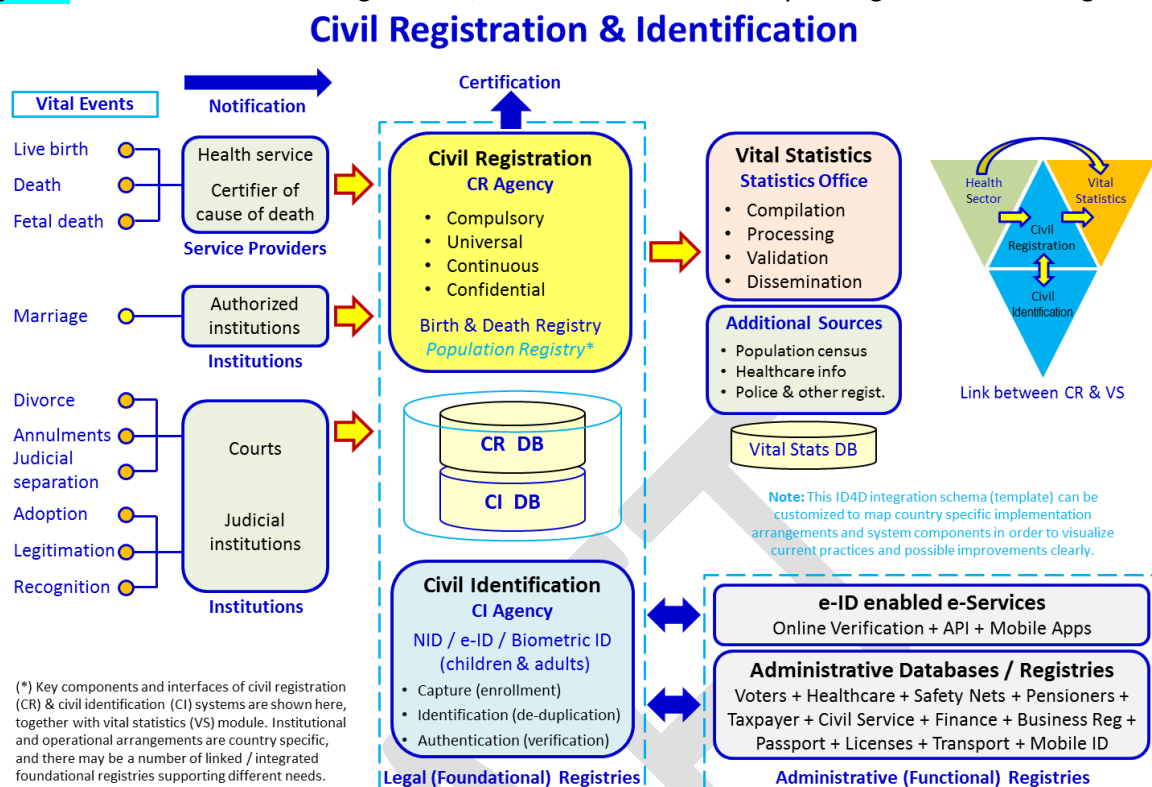 Civil Registration & Identification
Vital Events
Notification
Certification
Live birth
Death
Fetal death
Health service
Certifier of
cause of death
Service Providers
Marriage
Authorized
institutions
Institutions
Divorce
Annulments
Judicial
separation
Adoption
Legitimation
Recognition
Courts
Judicial
institutions
Institutions
(*) Key components and interfaces of civil registration
(CR) & civil identification (CI) systems are shown here,
together with vital statistics (VS) module. Institutional
and operational arrangements are country specific,
and there may be a number of linked / integrated
foundational registries supporting different needs.
Civil Registration
CR Agency
• Compulsory
• Universal
• Continuous
• Confidential
Birth & Death Registry
Population Registry*
CR DB
CI DB
Civil Identification
CI Agency
NID / e-ID / Biometric ID
(children & adults)
• Capture (enrollment)
• Identification (de-duplication)
• Authentication (verification)
Legal (Foundational) Registries
Vital Statistics
Statistics Office
• Compilation
• Processing
• Validation
• Dissemination
Additional Sources
• Population census
• Healthcare info
• Police & other regist.
Vital Stats DB
Health
Sector
Vital
Statistics
Civil
Registration
Civil
Identification
Link between CR & VS
Note: This ID4D integration schema (template) can be
customized to map country specific implementation
arrangements and system components in order to visualize
current practices and possible improvements clearly.
e-ID enabled e-Services
Online Verification + API + Mobile Apps
Administrative Databases / Registries
Voters + Healthcare + Safety Nets + Pensioners +
Taxpayer + Civil Service + Finance + Business Reg +
Passport + Licenses + Transport + Mobile ID
Administrative (Functional) Registries